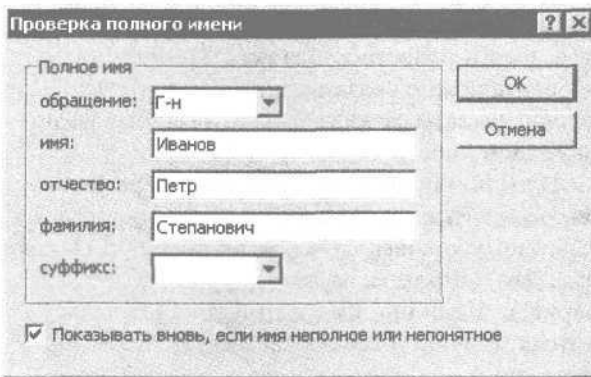 Проверка полного имени
Полное имя
обращение: Г-н
имя: Иванов
отчество: Петр
фамилия: Степанович
суффикс:
OK
Отмена
Показывать вновь, если имя неполное или непонятное